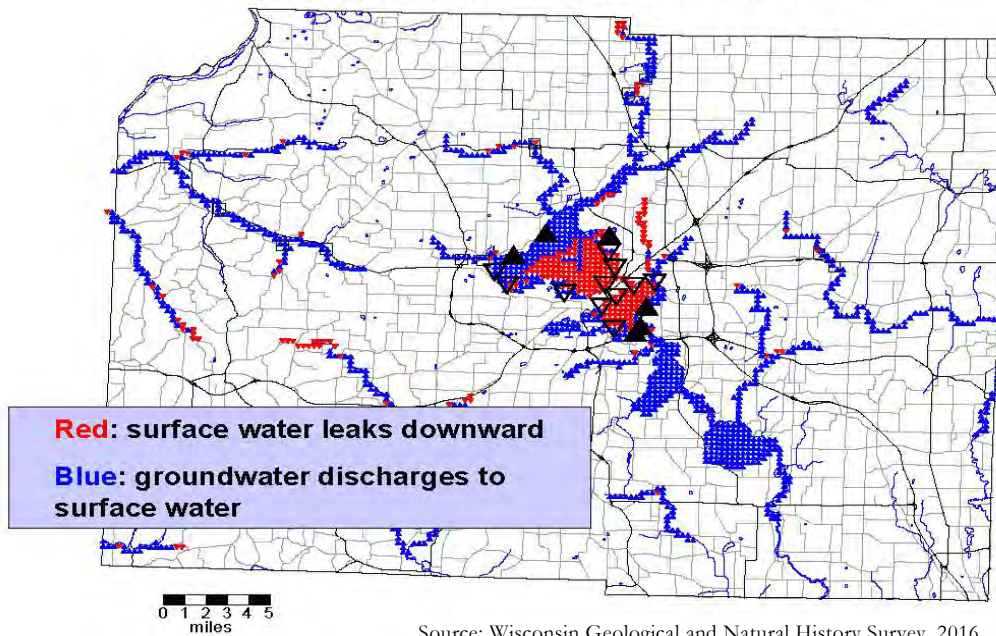 Red: surface water leaks downward
Blue: groundwater discharges to
surface water
0 1 2 3 4 5
miles
Source: Wisconsin Geological and Natural History Survey, 2016